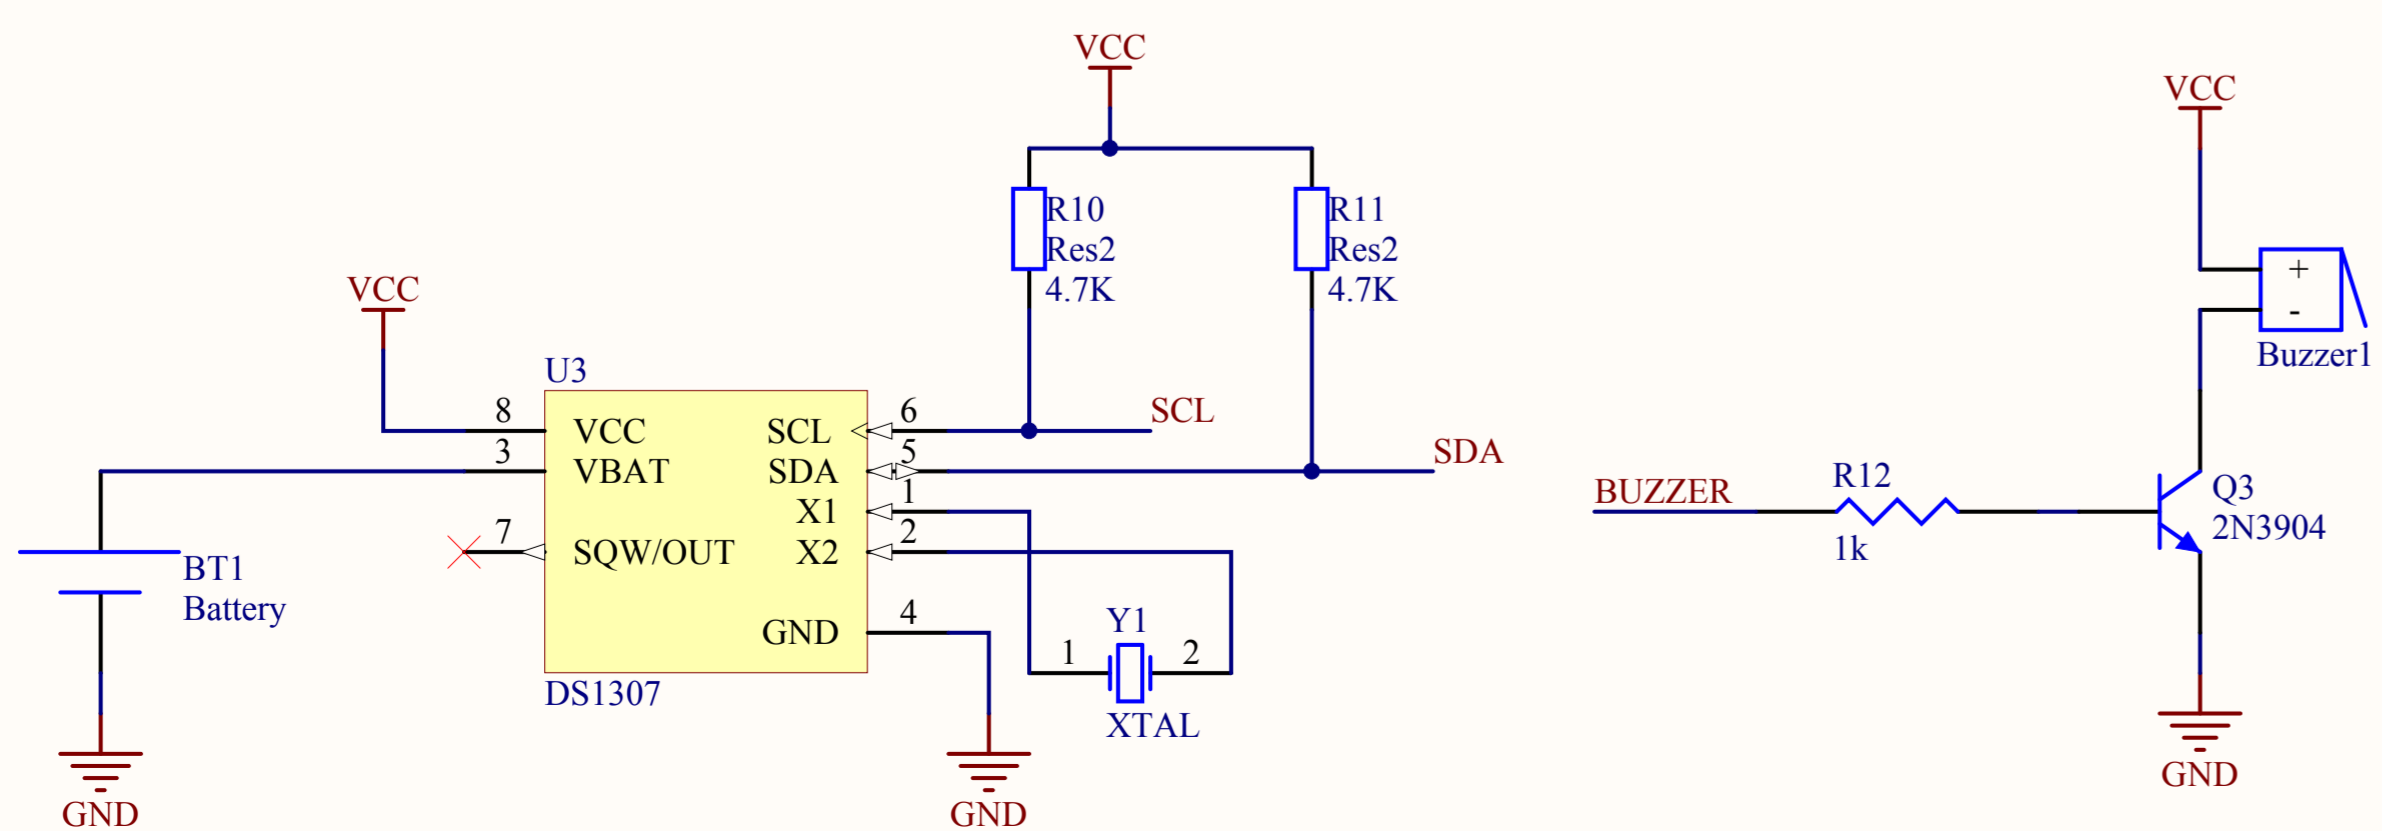 VCC
VCC
R10
Res2
4.7K
R11
Res2
4.7K
VCC
U3
8
VCC
3
VBAT
7
SQW/OUT
SCL
6
SDA
5
X1
1
X2
2
GND
4
DS1307
SCL
SDA
BT1
Battery
Y1
1
2
XTAL
GND
GND
+
-
Buzzer1
BUZZER
R12
1k
Q3
2N3904
GND